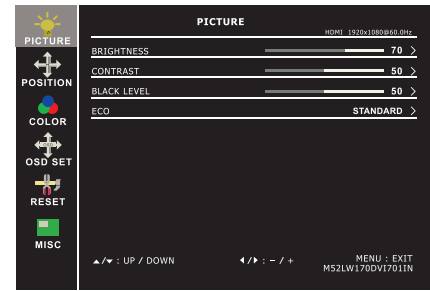 PICTURE
HDMI 1920x1080@60.0Hz
PICTURE
BRIGHTNESS 70 >
CONTRAST 50 >
BLACK LEVEL 50 >
ECO STANDARD >
POSITION
COLOR
OSD SET
RESET
MISC
▲/▼ : UP / DOWN ◀/▶ : - / + MENU : EXIT
M52LW170DVI701IN